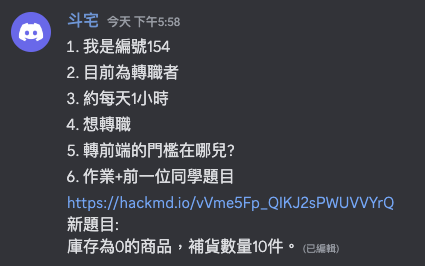 斗宅 今天 下午5:58
1. 我是編號154
2. 目前為轉職者
3. 約每天1小時
4. 想轉職
5. 轉前端的門檻在哪兒?
6. 作業+前一位同學題目
https://hackmd.io/vVme5Fp_QIKJ2sPWUVVYrQ
新題目:
庫存為0的商品，補貨數量10件。 (已編輯)